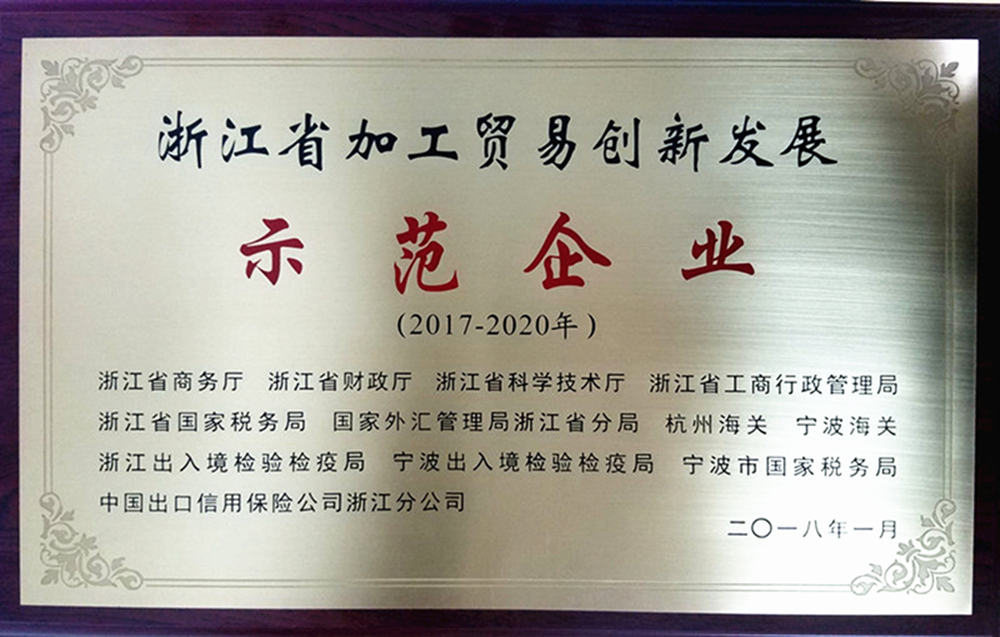 浙江省加工贸易创新发展
示范企业
(2017-2020年)
浙江省商务厅 浙江省财政厅 浙江省科学技术厅 浙江省工商行政管理局
浙江省国家税务局 国家外汇管理局浙江省分局 杭州海关 宁波海关
浙江出入境检验检疫局 宁波出入境检验检疫局 宁波市国家税务局
中国出口信用保险公司浙江分公司
二〇一八年一月